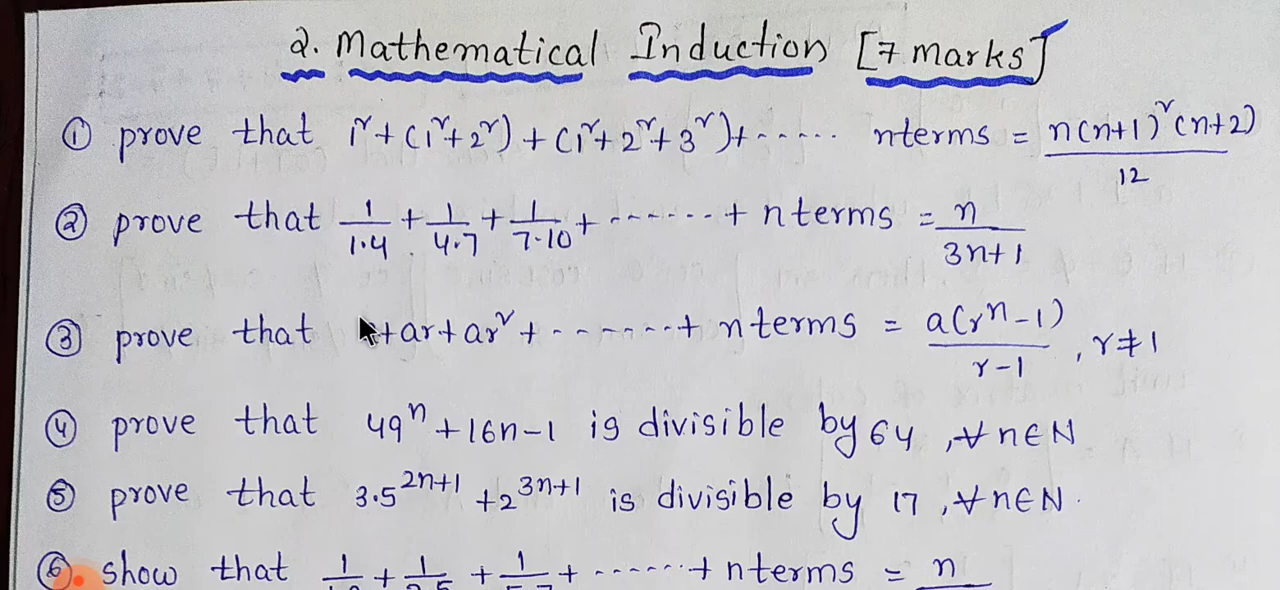 2. Mathematical Induction [7 marks]
① prove that 1² + (1²+2²) + (1²+2²+3²)+ ------ nterms = n(n+1)²(n+2) / 12
② prove that 1/1.4 + 1/4.7 + 1/7.10 + ------- + n terms = n / 3n+1
③ prove that +ar+ar² + -------+ n terms = a(rⁿ-1) / r-1 , r≠1
④ prove that 49ⁿ+16n-1 is divisible by 64 , ∀ n∈N
⑤ prove that 3.5²ⁿ⁺¹ +2³ⁿ⁺¹ is divisible by 17 , ∀ n∈N.
⑥ show that + + + ------+ n terms = n